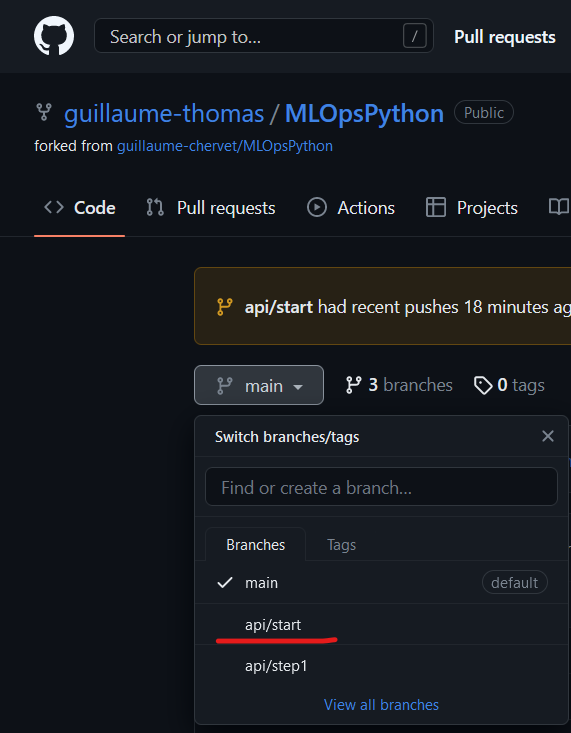 Search or jump to... / Pull requests
guillaume-thomas / MLOpsPython Public
forked from guillaume-chervet/MLOpsPython
Code Pull requests Actions Projects
api/start had recent pushes 18 minutes ag
main 3 branches 0 tags
Switch branches/tags
Find or create a branch...
Branches Tags
main default
api/start
api/step1
View all branches